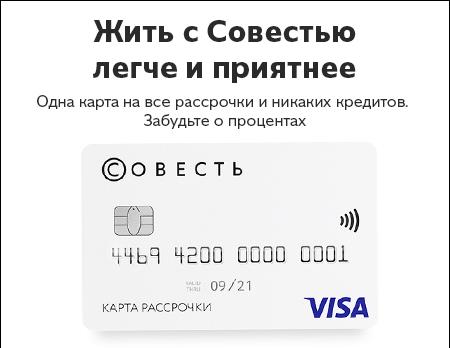 Жить с Совестью
легче и приятнее
Одна карта на все рассрочки и никаких кредитов.
Забудьте о процентах
©ОВЕСТЬ
4469 4200 0000 0001
VALID
THRU
09/21
КАРТА РАССРОЧКИ
VISA